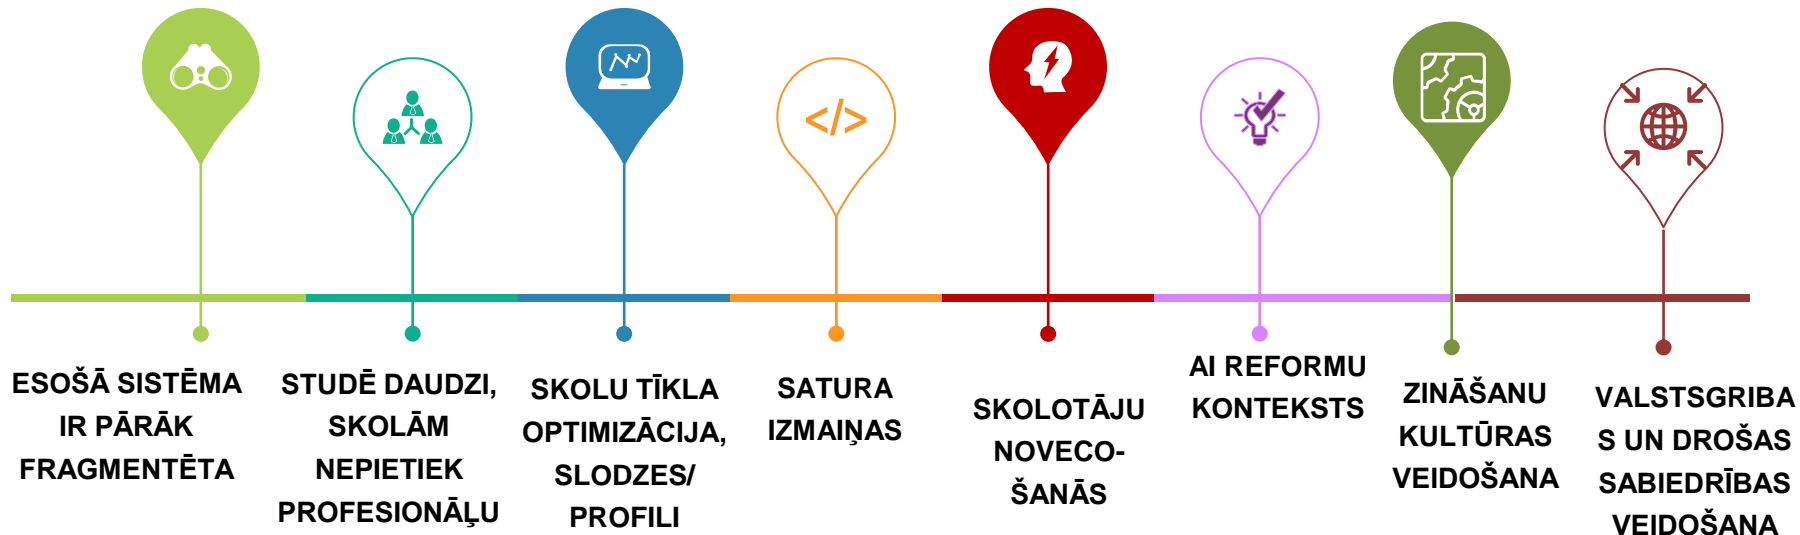 </>
ESOŠĀ SISTĒMA
IR PĀRĀK
FRAGMENTĒTA
STUDĒ DAUDZI,
SKOLĀM
NEPIETIEK
PROFESIONĀĻU
SKOLU TĪKLA
OPTIMIZĀCIJA,
SLODZES/
PROFILI
SATURA
IZMAIŅAS
SKOLOTĀJU
NOVECO-
ŠANĀS
AI REFORMU
KONTEKSTS
ZINĀŠANU
KULTŪRAS
VEIDOŠANA
VALSTSGRIBA
S UN DROŠAS
SABIEDRĪBAS
VEIDOŠANA